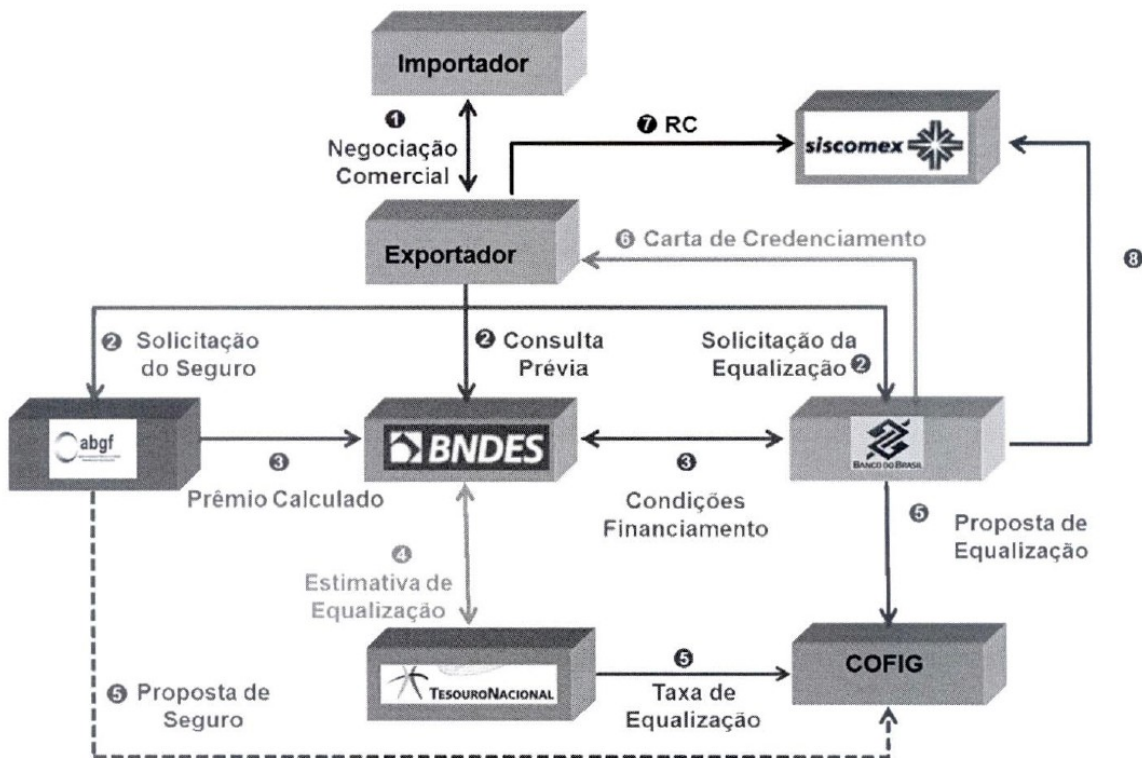 Importador
❶
Negociação
Comercial
❼ RC
siscomex
Exportador
❻ Carta de Credenciamento
❽
❷ Solicitação
do Seguro
❷ Consulta
Prévia
Solicitação da
Equalização ❷
abgf
BNDES
BANCO DO BRASIL
❸
Prêmio Calculado
❸
Condições
Financiamento
❺ Proposta de
Equalização
❹
Estimativa de
Equalização
TESOURONACIONAL
COFIG
❺
Taxa de
Equalização
❺ Proposta de
Seguro